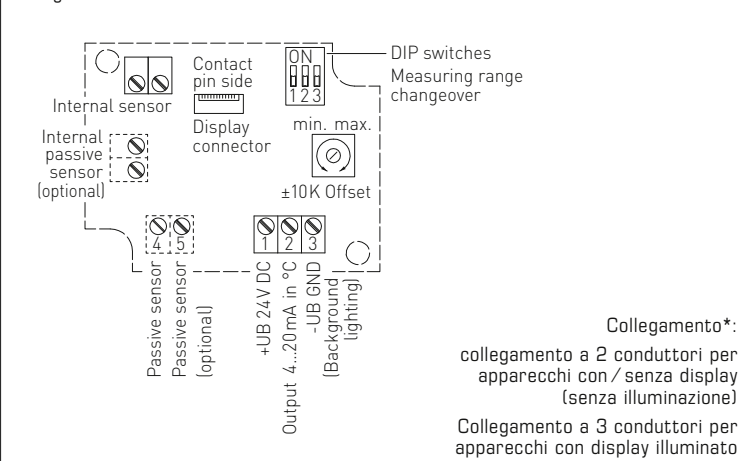 ON
DIP switches
Contact
pin side
Measuring range
changeover
1 2 3
Internal sensor
Display
connector
min. max.
Internal
passive
sensor
(optional)
±10K Offset
4 5
1 2 3
Passive sensor
Passive sensor
(optional)
+UB 24V DC
Output 4...20mA in °C
-UB GND
(Background
lighting)
Collegamento*:
collegamento a 2 conduttori per
apparecchi con/senza display
(senza illuminazione)
Collegamento a 3 conduttori per
apparecchi con display illuminato